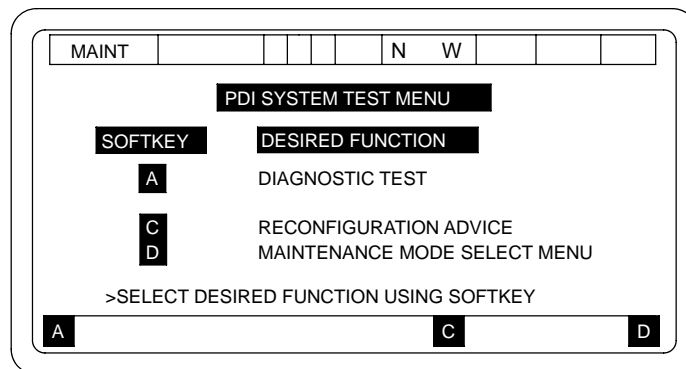 MAINT N W
PDI SYSTEM TEST MENU
SOFTKEY DESIRED FUNCTION
A DIAGNOSTIC TEST
C RECONFIGURATION ADVICE
D MAINTENANCE MODE SELECT MENU
>SELECT DESIRED FUNCTION USING SOFTKEY
A C D